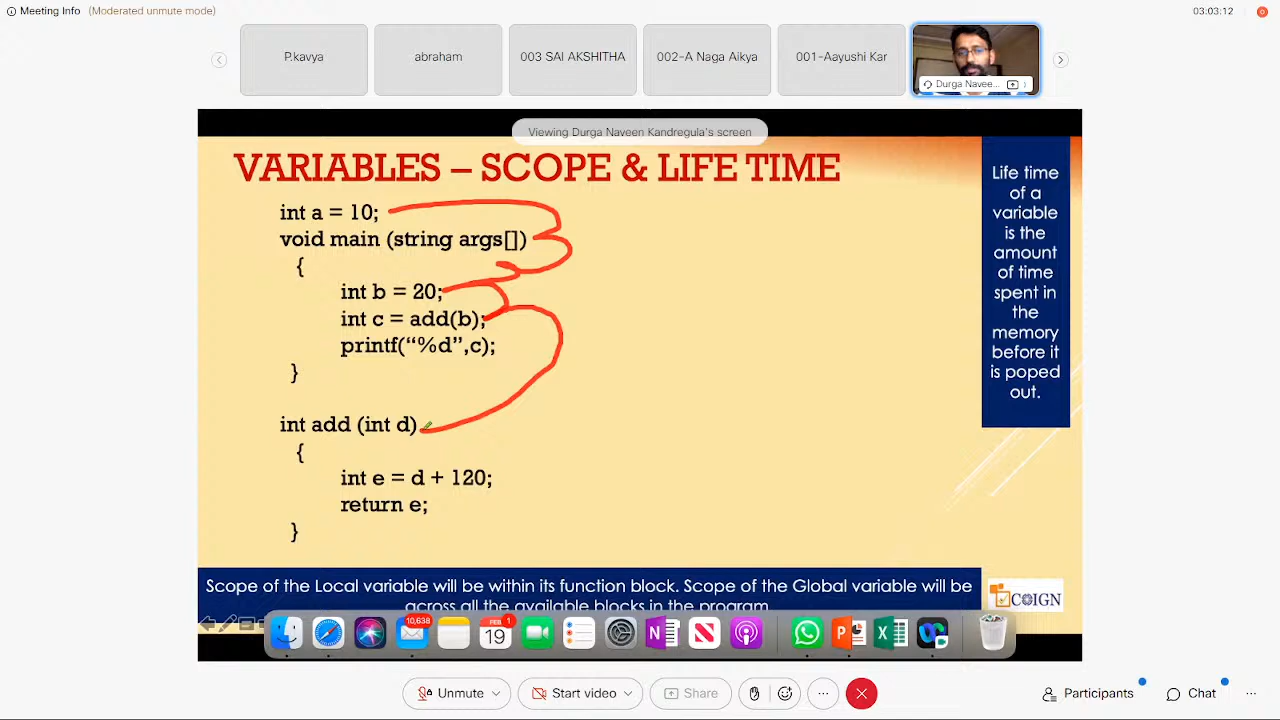 Meeting Info (Moderated unmute mode)
03:03:12
P.kavya
abraham
003 SAI AKSHITHA
002-A Naga Aikya
001-Aayushi Kar
Durga Navee...
Viewing Durga Naveen Kandregula's screen
VARIABLES – SCOPE & LIFE TIME
int a = 10;
void main (string args[])
{
int b = 20;
int c = add(b);
printf(“%d”,c);
}
int add (int d)
{
int e = d + 120;
return e;
}
Life time
of a
variable
is the
amount
of time
spent in
the
memory
before it
is poped
out.
Scope of the Local variable will be within its function block. Scope of the Global variable will be
across all the available blocks in the program
COIGN
10,638
FEB
1
19
Unmute
Start video
Share
Participants
Chat